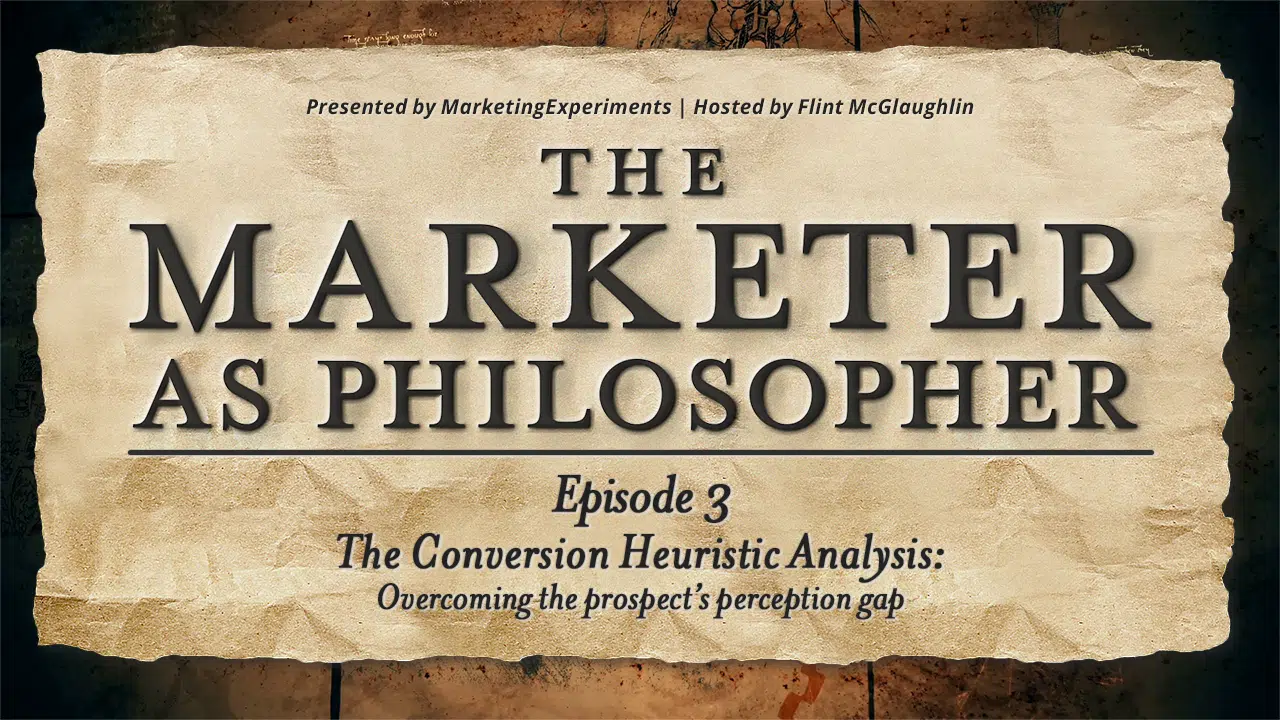 Presented by MarketingExperiments | Hosted by Flint McGlaughlin
THE
MARKETER
AS PHILOSOPHER
Episode 3
The Conversion Heuristic Analysis:
Overcoming the prospect's perception gap